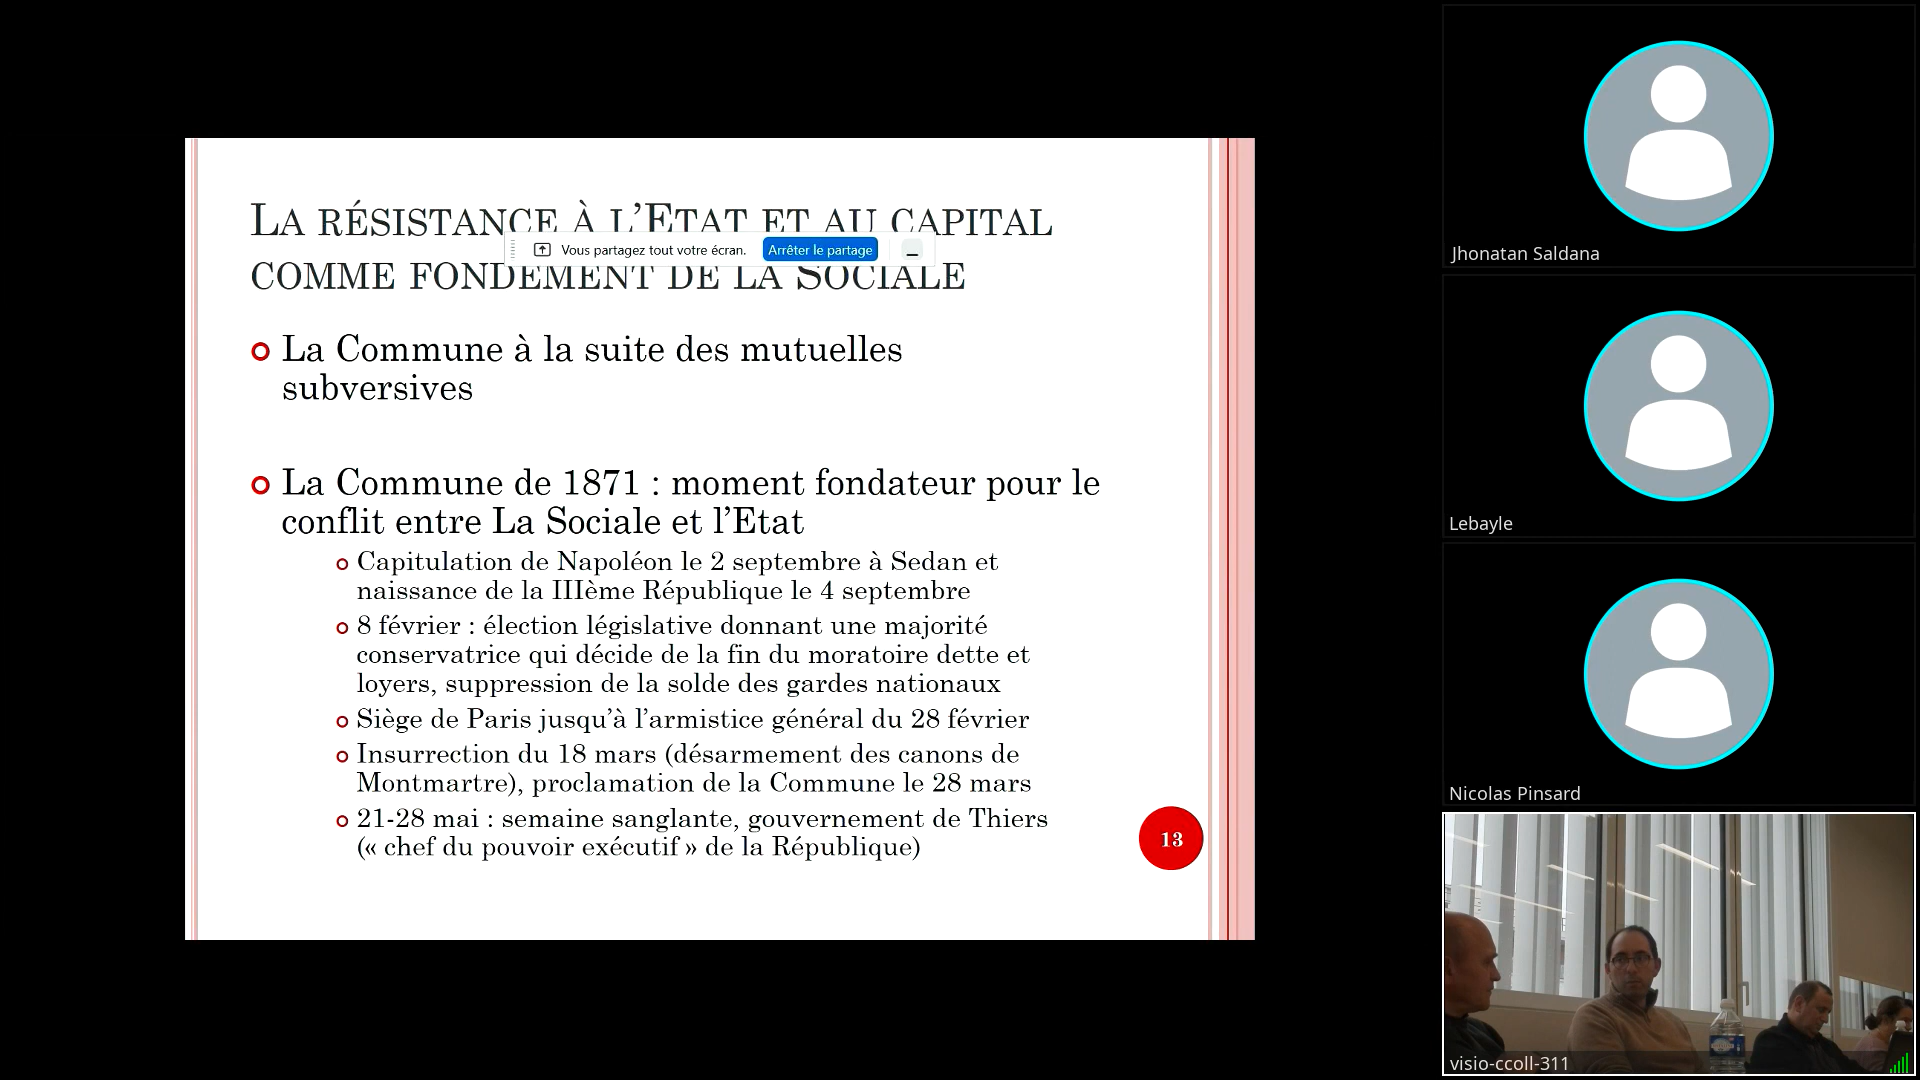 La résistance à l’Etat et au capital
comme fondement de la Sociale
Vous partagez tout votre écran.
Arrêter le partage
La Commune à la suite des mutuelles
subversives
La Commune de 1871 : moment fondateur pour le
conflit entre La Sociale et l’Etat
Capitulation de Napoléon le 2 septembre à Sedan et
naissance de la IIIème République le 4 septembre
8 février : élection législative donnant une majorité
conservatrice qui décide de la fin du moratoire dette et
loyers, suppression de la solde des gardes nationaux
Siège de Paris jusqu’à l’armistice général du 28 février
Insurrection du 18 mars (désarmement des canons de
Montmartre), proclamation de la Commune le 28 mars
21-28 mai : semaine sanglante, gouvernement de Thiers
(« chef du pouvoir exécutif » de la République)
13
Jhonatan Saldana
Lebayle
Nicolas Pinsard
visio-ccoll-311